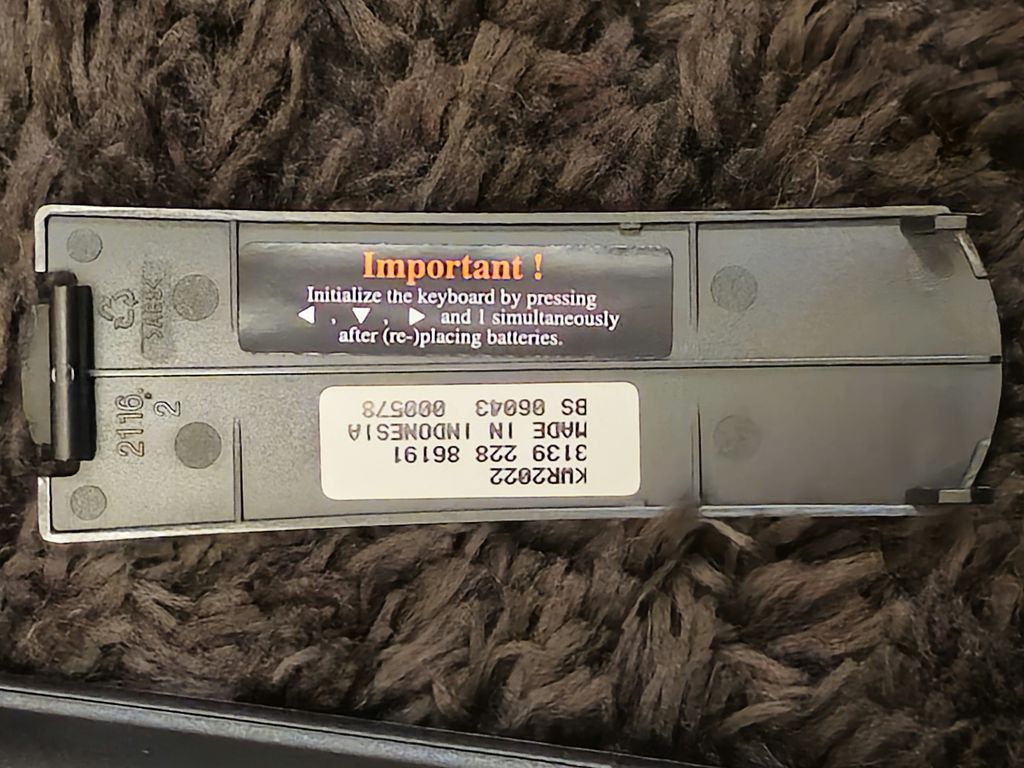 Important !
Initialize the keyboard by pressing
◀ , ▼ , ▶ and 1 simultaneously
after (re-)placing batteries.
KWR2022
3139 228 86191
MADE IN INDONESIA
BS 06043 000578
2116.
2